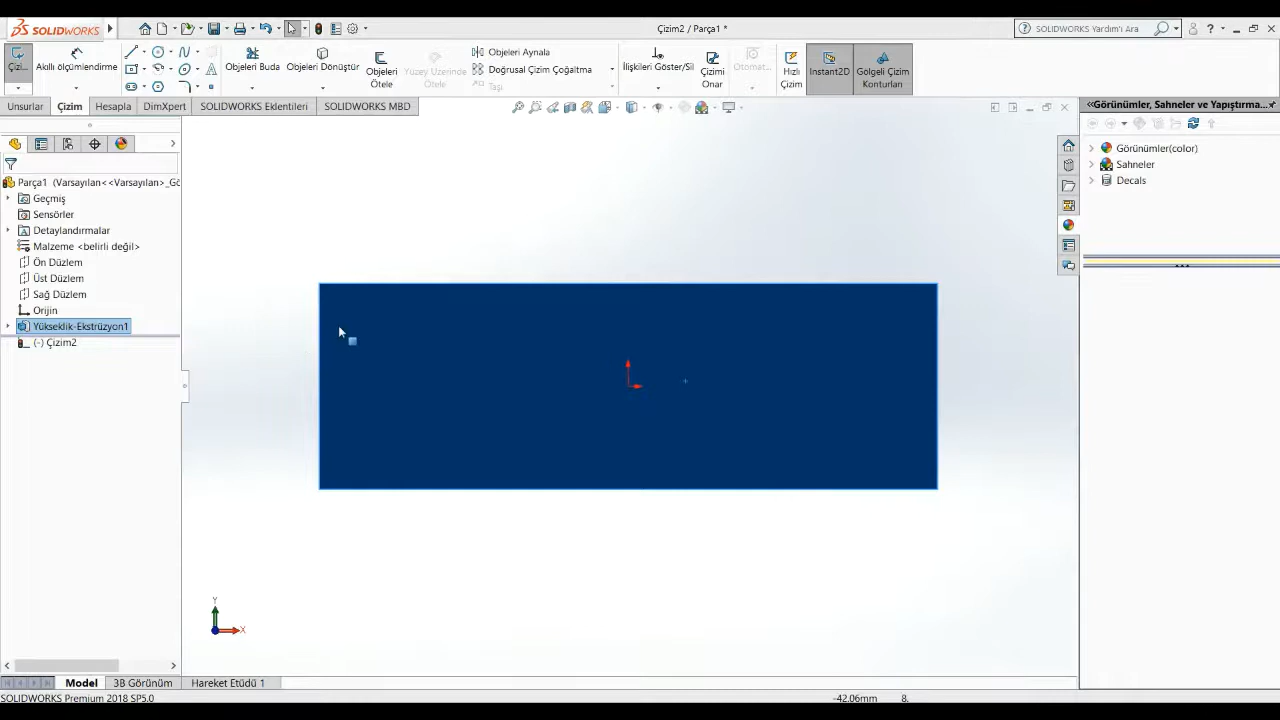 SOLIDWORKS
Çizim2 / Parça1 *
SOLIDWORKS Yardım'ı Ara
Çizi...
Akıllı ölçümlendirme
Objeleri Buda
Objeleri Dönüştür
Objeleri Ötele
Yüzey Üzerinde Ötele
Objeleri Aynala
Doğrusal Çizim Çoğaltma
Taşı
İlişkileri Göster/Sil
Çizimi Onar
Otomat...
Hızlı Çizim
Instant2D
Gölgeli Çizim Konturları
Unsurlar
Çizim
Hesapla
DimXpert
SOLIDWORKS Eklentileri
SOLIDWORKS MBD
Görünümler, Sahneler ve Yapıştırma...
Parça1 (Varsayılan<<Varsayılan>_Gö
Geçmiş
Sensörler
Detaylandırmalar
Malzeme <belirli değil>
Ön Düzlem
Üst Düzlem
Sağ Düzlem
Orijin
Yükseklik-Ekstrüzyon1
(-) Çizim2
Görünümler(color)
Sahneler
Decals
Y
X
Model
3B Görünüm
Hareket Etüdü 1
SOLIDWORKS Premium 2018 SP5.0
-42.06mm
8.